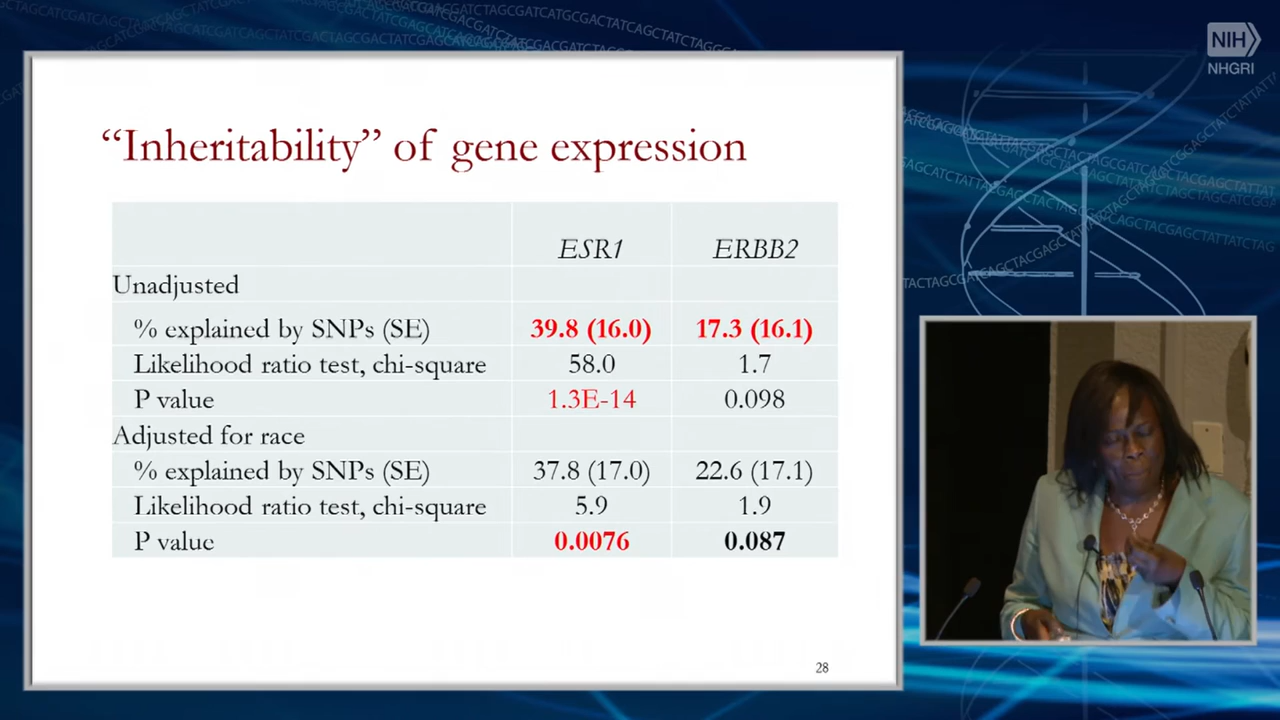 NIH
NHGRI
“Inheritability” of gene expression
ESR1 ERBB2
Unadjusted
% explained by SNPs (SE) 39.8 (16.0) 17.3 (16.1)
Likelihood ratio test, chi-square 58.0 1.7
P value 1.3E-14 0.098
Adjusted for race
% explained by SNPs (SE) 37.8 (17.0) 22.6 (17.1)
Likelihood ratio test, chi-square 5.9 1.9
P value 0.0076 0.087
28